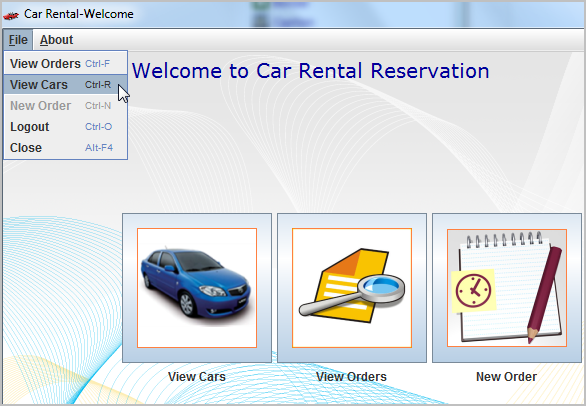 Car Rental-Welcome
File About
View Orders Ctrl-F
View Cars Ctrl-R
New Order Ctrl-N
Logout Ctrl-O
Close Alt-F4
Welcome to Car Rental Reservation
View Cars View Orders New Order